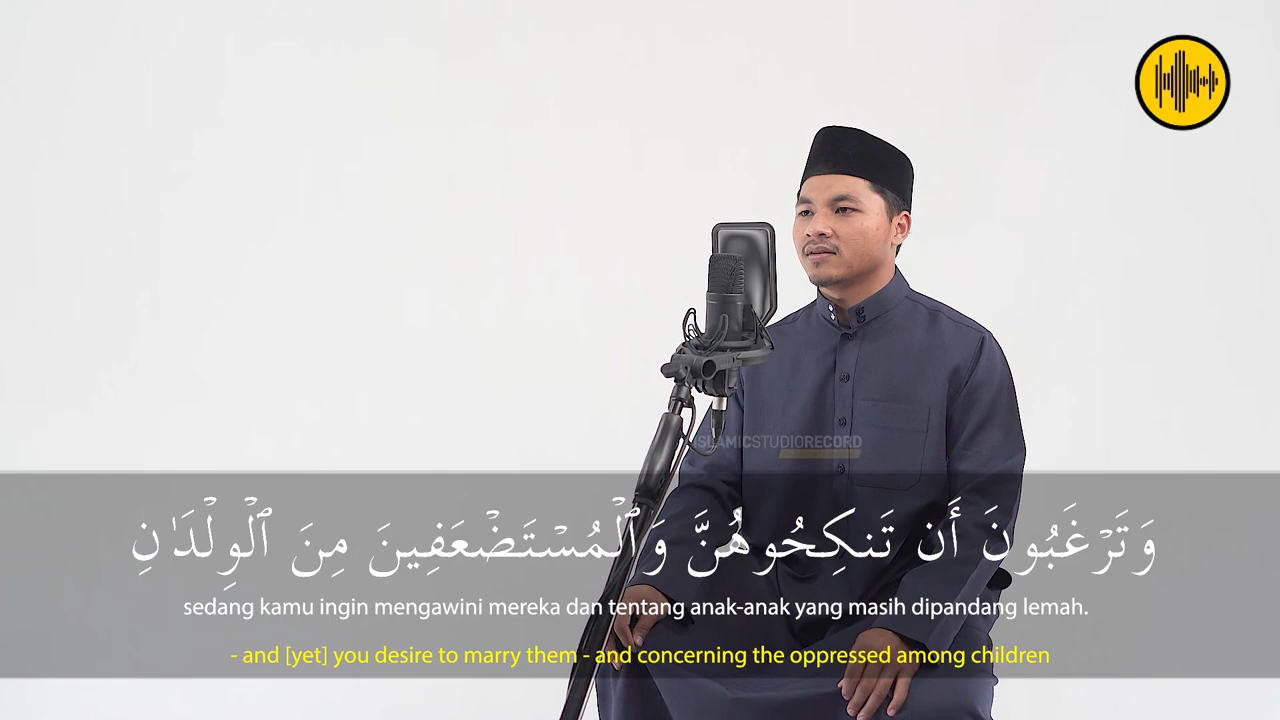 ISLAMICSTUDIORECORD
وَتَرْغَبُونَ أَن تَنكِحُوهُنَّ وَٱلْمُسْتَضْعَفِينَ مِنَ ٱلْوِلْدَٰنِ
sedang kamu ingin mengawini mereka dan tentang anak-anak yang masih dipandang lemah.
- and [yet] you desire to marry them - and concerning the oppressed among children